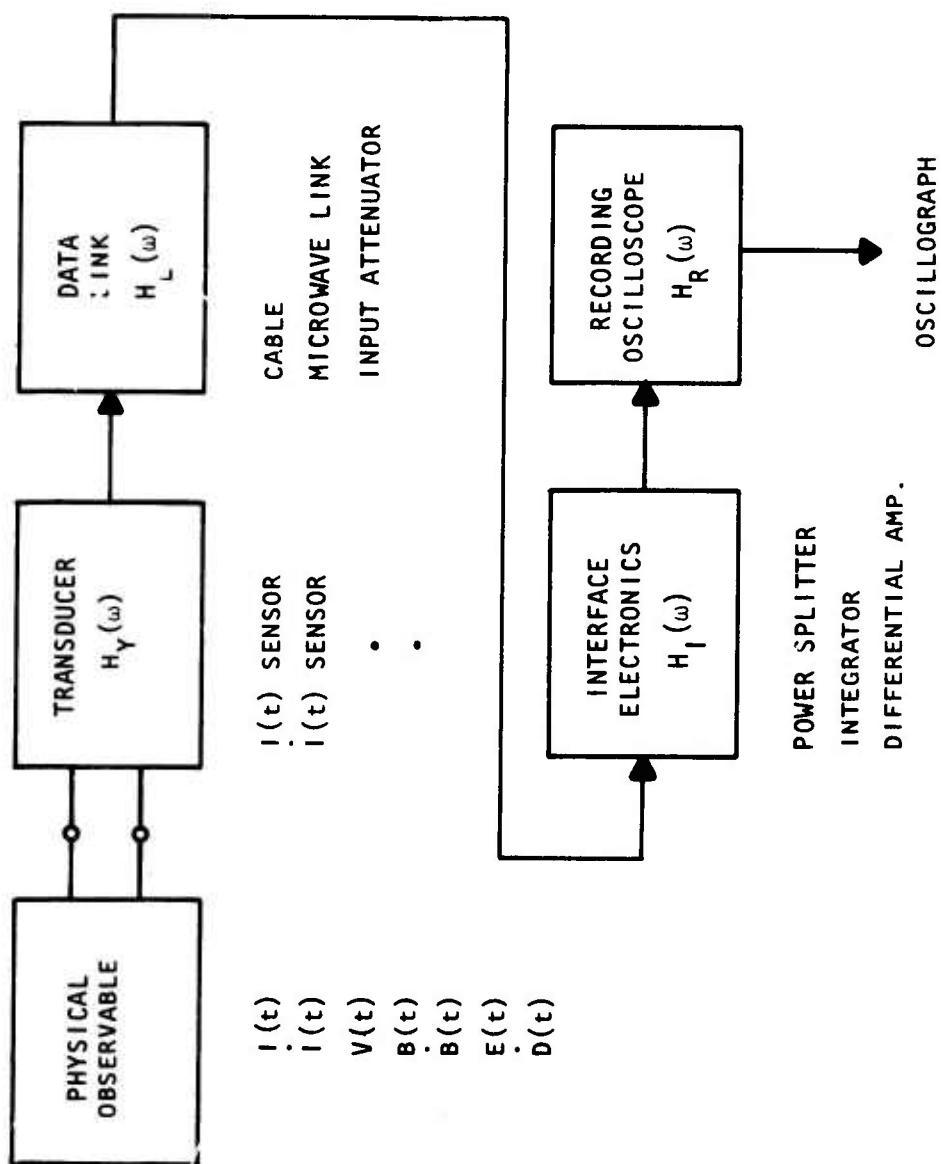 PHYSICAL
OBSERVABLE
I(t)
İ(t)
V(t)
B(t)
Ḃ(t)
E(t)
Ḋ(t)
TRANSDUCER
H_Y(ω)
I(t) SENSOR
İ(t) SENSOR
•
•
DATA
LINK
H_L(ω)
CABLE
MICROWAVE LINK
INPUT ATTENUATOR
INTERFACE
ELECTRONICS
H_I(ω)
POWER SPLITTER
INTEGRATOR
DIFFERENTIAL AMP.
RECORDING
OSCILLOSCOPE
H_R(ω)
OSCILLOGRAPH